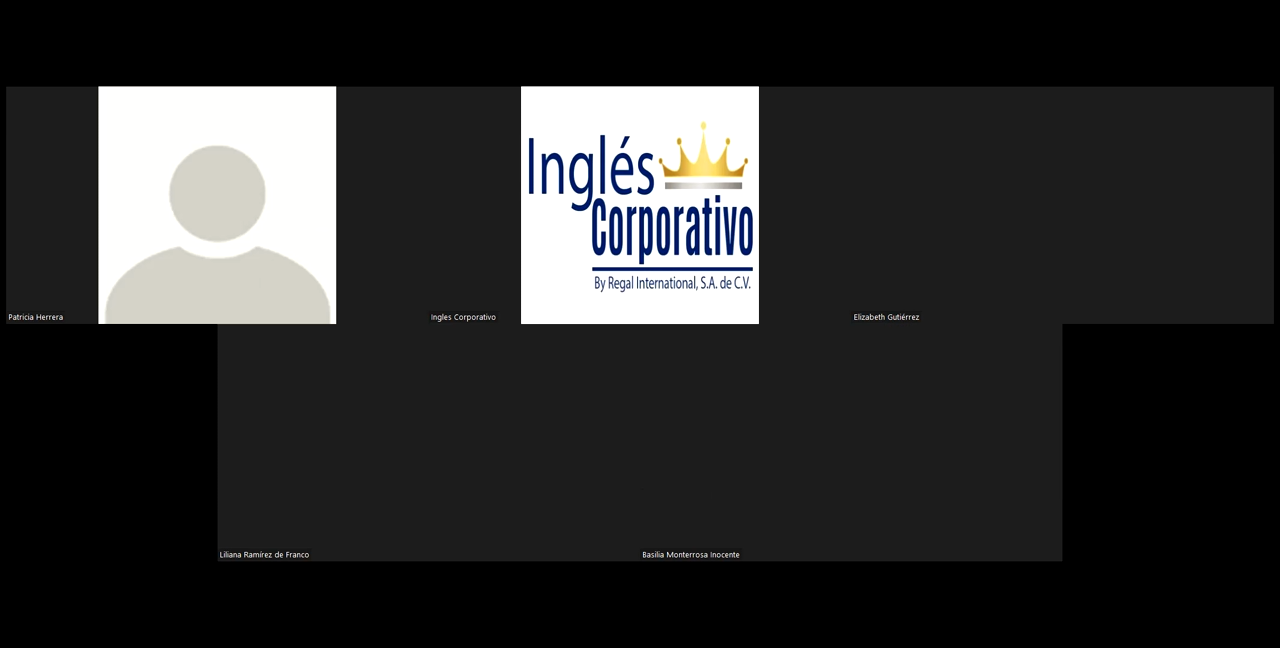 Inglés
Corporativo
By Regal International, S.A. de C.V.
Patricia Herrera
Ingles Corporativo
Elizabeth Gutiérrez
Liliana Ramírez de Franco
Basilia Monterrosa Inocente